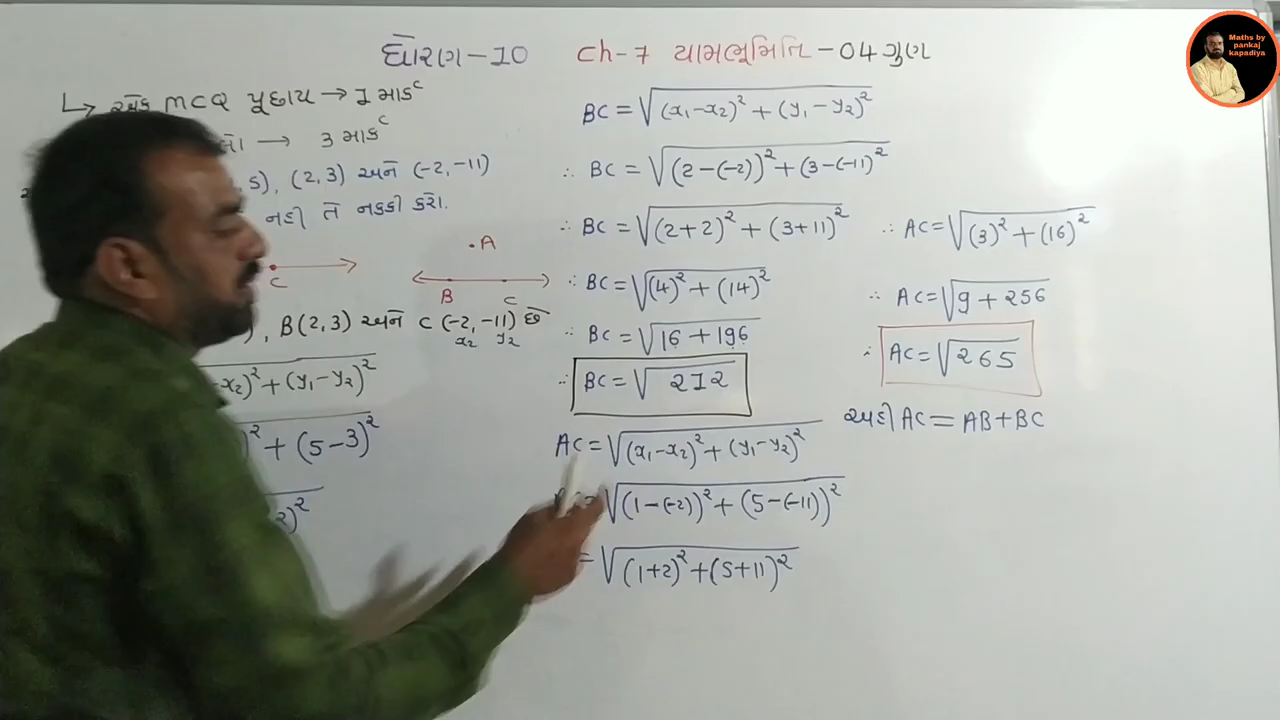 ધોરણ-10 Ch-7 યામભૂમિતિ -04 ગુણ
↳ એક MCQ પૂછાય → 1 માર્ક
→ 3 માર્ક
5), (2,3) અને (-2,-11)
નહી તે નક્કી કરો.
C
•A
B C
), B(2,3) અને C (-2,-11) છે
x₂ y₂
-x₂)² + (y₁-y₂)²
)² + (5-3)²
2)²
BC = √(x₁-x₂)² + (y₁-y₂)²
∴ BC = √(2-(-2))² + (3-(-11)²
∴ BC = √(2+2)² + (3+11)²
∴ BC = √(4)² + (14)²
∴ BC = √16 + 196
∴ BC = √212
AC = √(x₁-x₂)² + (y₁-y₂)²
= √(1-(-2))² + (5-(-11))²
= √(1+2)² + (5+11)²
∴ AC = √(3)² + (16)²
∴ AC = √9 + 256
∴ AC = √265
અહી AC = AB + BC
Maths by
pankaj
kapadiya